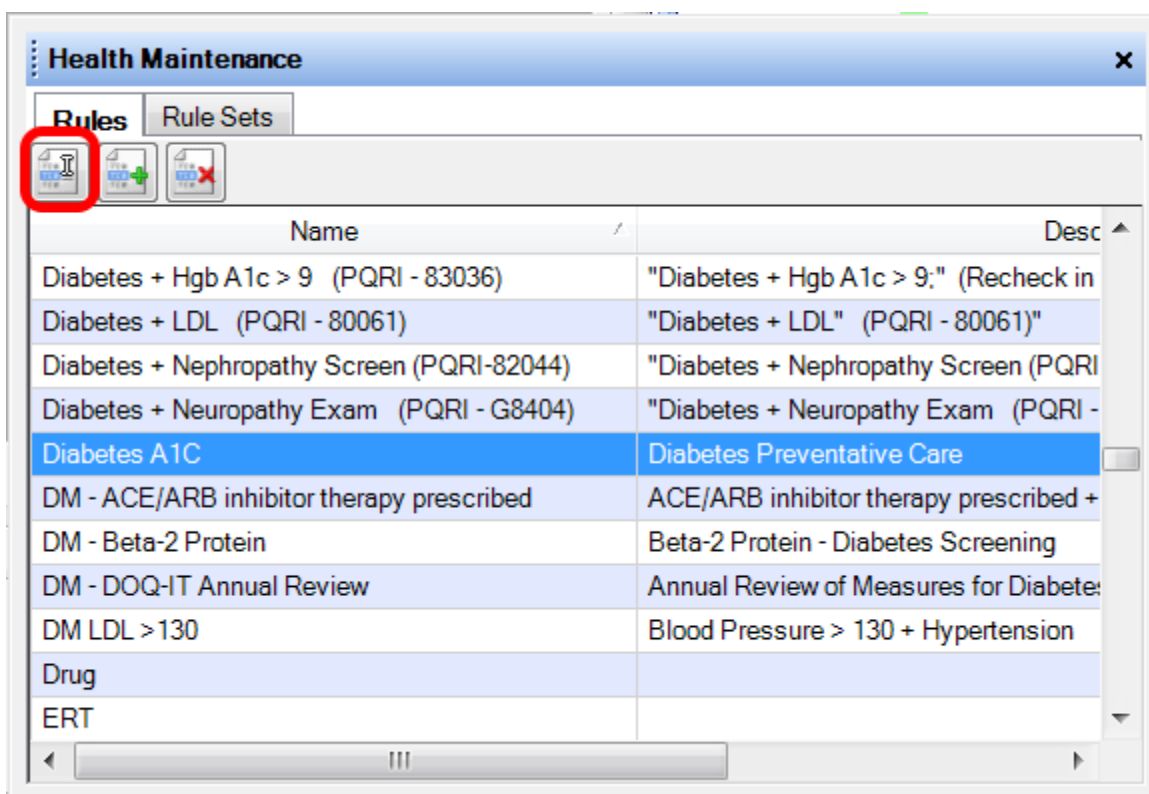 Health Maintenance
Rules Rule Sets
Name Desc
Diabetes + Hgb A1c > 9 (PQRI - 83036) "Diabetes + Hgb A1c > 9;" (Recheck in
Diabetes + LDL (PQRI - 80061) "Diabetes + LDL" (PQRI - 80061)"
Diabetes + Nephropathy Screen (PQRI-82044) "Diabetes + Nephropathy Screen (PQRI
Diabetes + Neuropathy Exam (PQRI - G8404) "Diabetes + Neuropathy Exam (PQRI -
Diabetes A1C Diabetes Preventative Care
DM - ACE/ARB inhibitor therapy prescribed ACE/ARB inhibitor therapy prescribed +
DM - Beta-2 Protein Beta-2 Protein - Diabetes Screening
DM - DOQ-IT Annual Review Annual Review of Measures for Diabetes
DM LDL >130 Blood Pressure > 130 + Hypertension
Drug
ERT